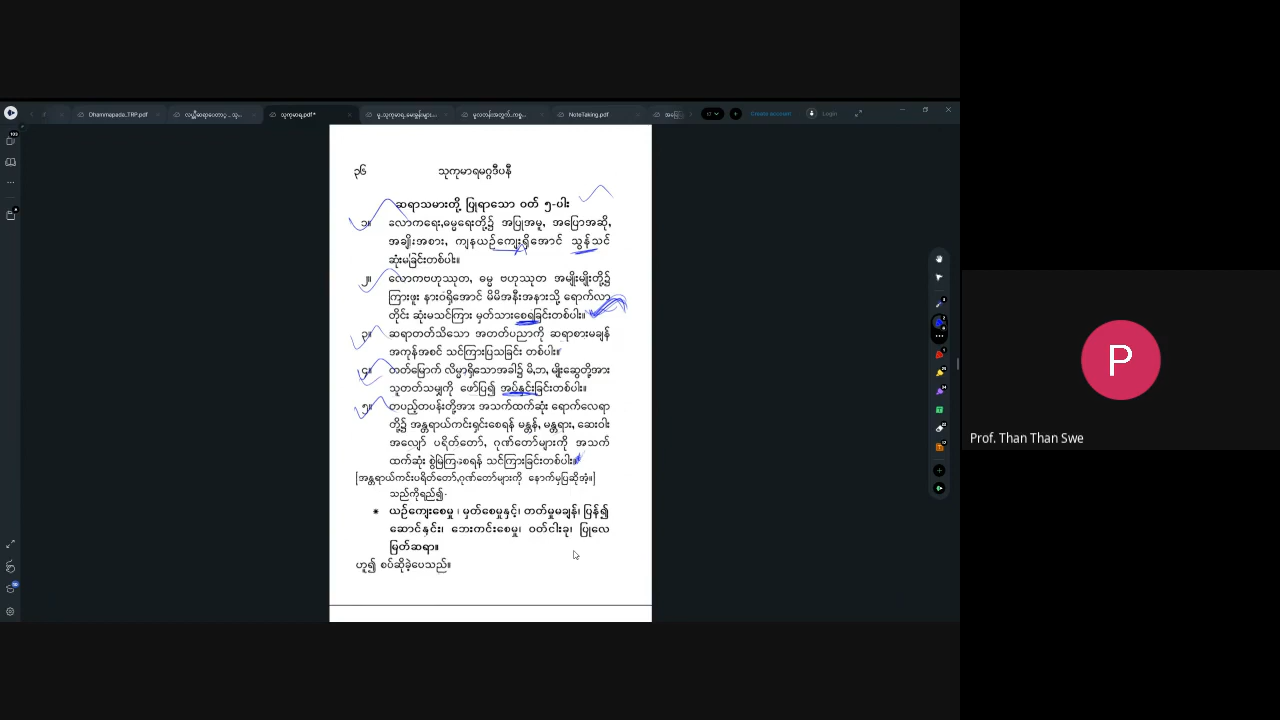 Dhammapada_TRP.pdf
သုကုမာရ.pdf*
NoteTaking.pdf
Create account
Login
၃၆ သုကုမာရမဂ္ဂဒီပနီ
ဆရာသမားတို့ ပြုရာသော ဝတ် ၅-ပါး
၁။ လောကရေး,ဓမ္မရေးတို့၌ အပြုအမူ, အပြောအဆို,
အချိုးအစား, ကျနယဉ်ကျေးရှိအောင် သွန်သင်
ဆုံးမခြင်းတစ်ပါး။
၂။ လောကဗဟုဿုတ, ဓမ္မ ဗဟုဿုတ အမျိုးမျိုးတို့၌
ကြားဖူး နားဝရှိအောင် မိမိအနီးအနားသို့ ရောက်လာ
တိုင်း ဆုံးမသင်ကြား မှတ်သားစေရခြင်းတစ်ပါး။
၃။ ဆရာတတ်သိသော အတတ်ပညာကို ဆရာစားမချန်
အကုန်အစင် သင်ကြားပြသခြင်း တစ်ပါး။
၄။ တတ်မြောက် လိမ္မာရှိသောအခါ၌ မိ,ဘ, မျိုးဆွေတို့အား
သူတတ်သမျှကို ဖော်ပြ၍ အပ်နှင်းခြင်းတစ်ပါး။
၅။ တပည့်တပန်းတို့အား အသက်ထက်ဆုံး ရောက်လေရာ
တို့၌ အန္တရာယ်ကင်းရှင်းစေရန် မန္တန်, မန္တရား, ဆေးဝါး
အလျော် ပရိတ်တော်, ဂုဏ်တော်များကို အသက်
ထက်ဆုံး စွဲမြဲကြစေရန် သင်ကြားခြင်းတစ်ပါး။
[အန္တရာယ်ကင်းပရိတ်တော်,ဂုဏ်တော်များကို နောက်မှပြဆိုအံ့။]
သည်ကိုရည်၍-
* ယဉ်ကျေးစေမှု ၊ မှတ်စေမှုနှင့်၊ တတ်မှုမချန်၊ ပြန်၍
ဆောင်နှင်း၊ ဘေးကင်းစေမှု၊ ဝတ်ငါးခု၊ ပြုလေ
မြတ်ဆရာ။
ဟူ၍ စပ်ဆိုခဲ့ပေသည်။
P
Prof. Than Than Swe